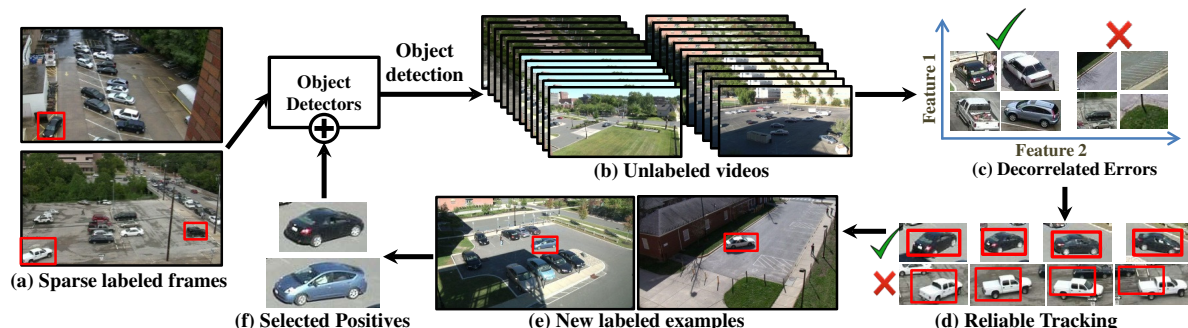 Object
Detectors
Object
detection
Feature 1
Feature 2
(a) Sparse labeled frames
(b) Unlabeled videos
(c) Decorrelated Errors
(d) Reliable Tracking
(e) New labeled examples
(f) Selected Positives